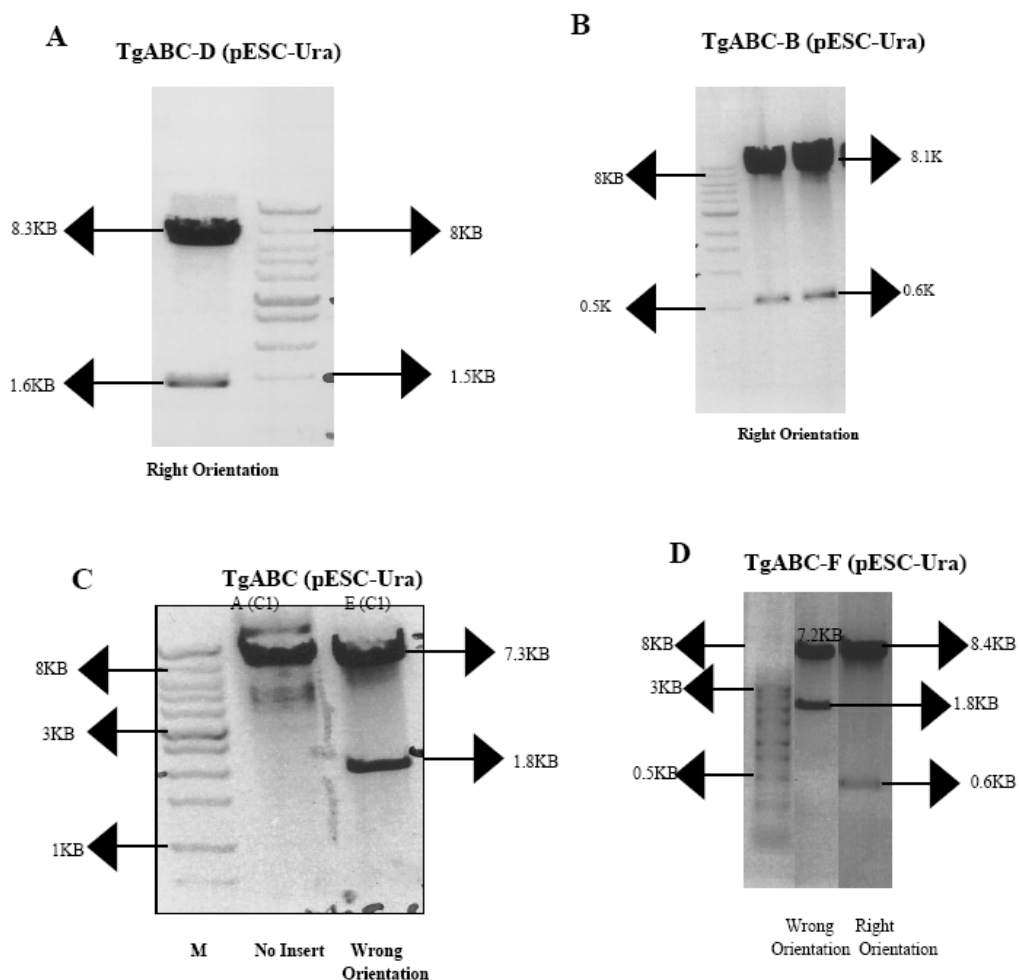 A
TgABC-D (pESC-Ura)
8.3KB
8KB
1.6KB
1.5KB
Right Orientation
B
TgABC-B (pESC-Ura)
8KB
8.1K
0.5K
0.6K
Right Orientation
C
TgABC (pESC-Ura)
A (C1) E (C1)
8KB
7.3KB
3KB
1.8KB
1KB
M No Insert Wrong
Orientation
D
TgABC-F (pESC-Ura)
8KB
7.2KB
8.4KB
3KB
1.8KB
0.5KB
0.6KB
Wrong Right
Orientation Orientation